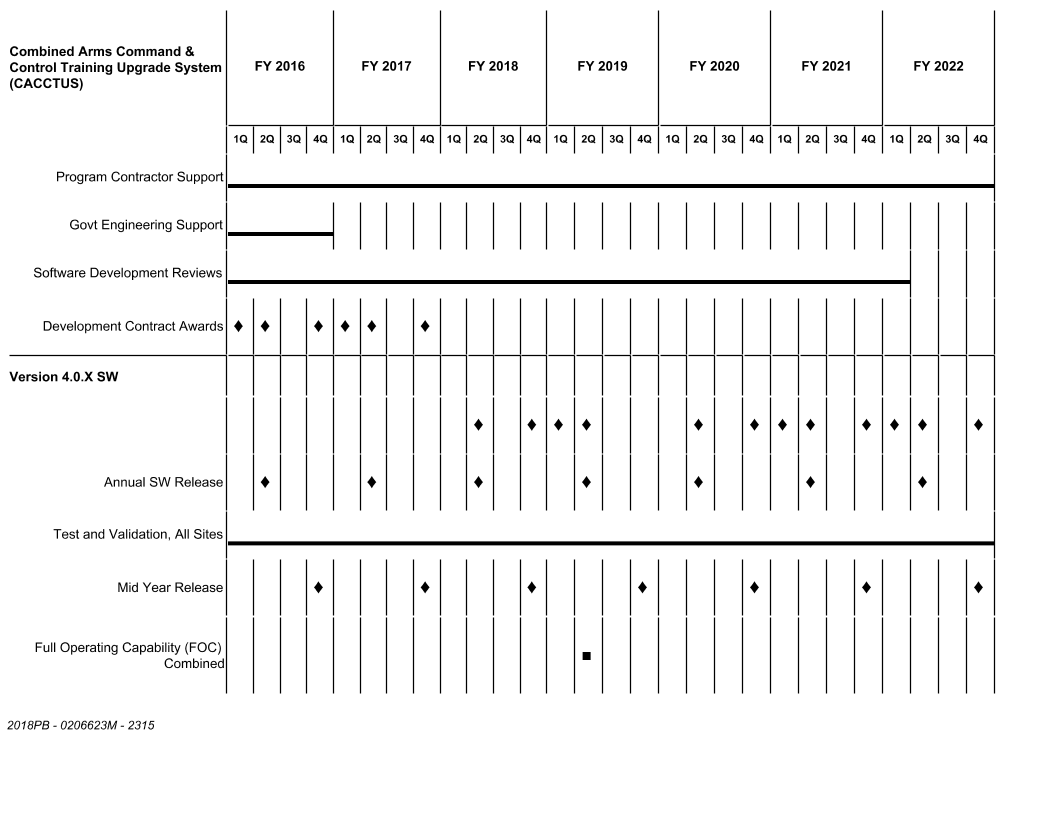 Combined Arms Command &
Control Training Upgrade System
(CACCTUS)
FY 2016 FY 2017 FY 2018 FY 2019 FY 2020 FY 2021 FY 2022
1Q 2Q 3Q 4Q 1Q 2Q 3Q 4Q 1Q 2Q 3Q 4Q 1Q 2Q 3Q 4Q 1Q 2Q 3Q 4Q 1Q 2Q 3Q 4Q 1Q 2Q 3Q 4Q
Program Contractor Support
Govt Engineering Support
Software Development Reviews
Development Contract Awards
Version 4.0.X SW
Annual SW Release
Test and Validation, All Sites
Mid Year Release
Full Operating Capability (FOC)
Combined
2018PB - 0206623M - 2315